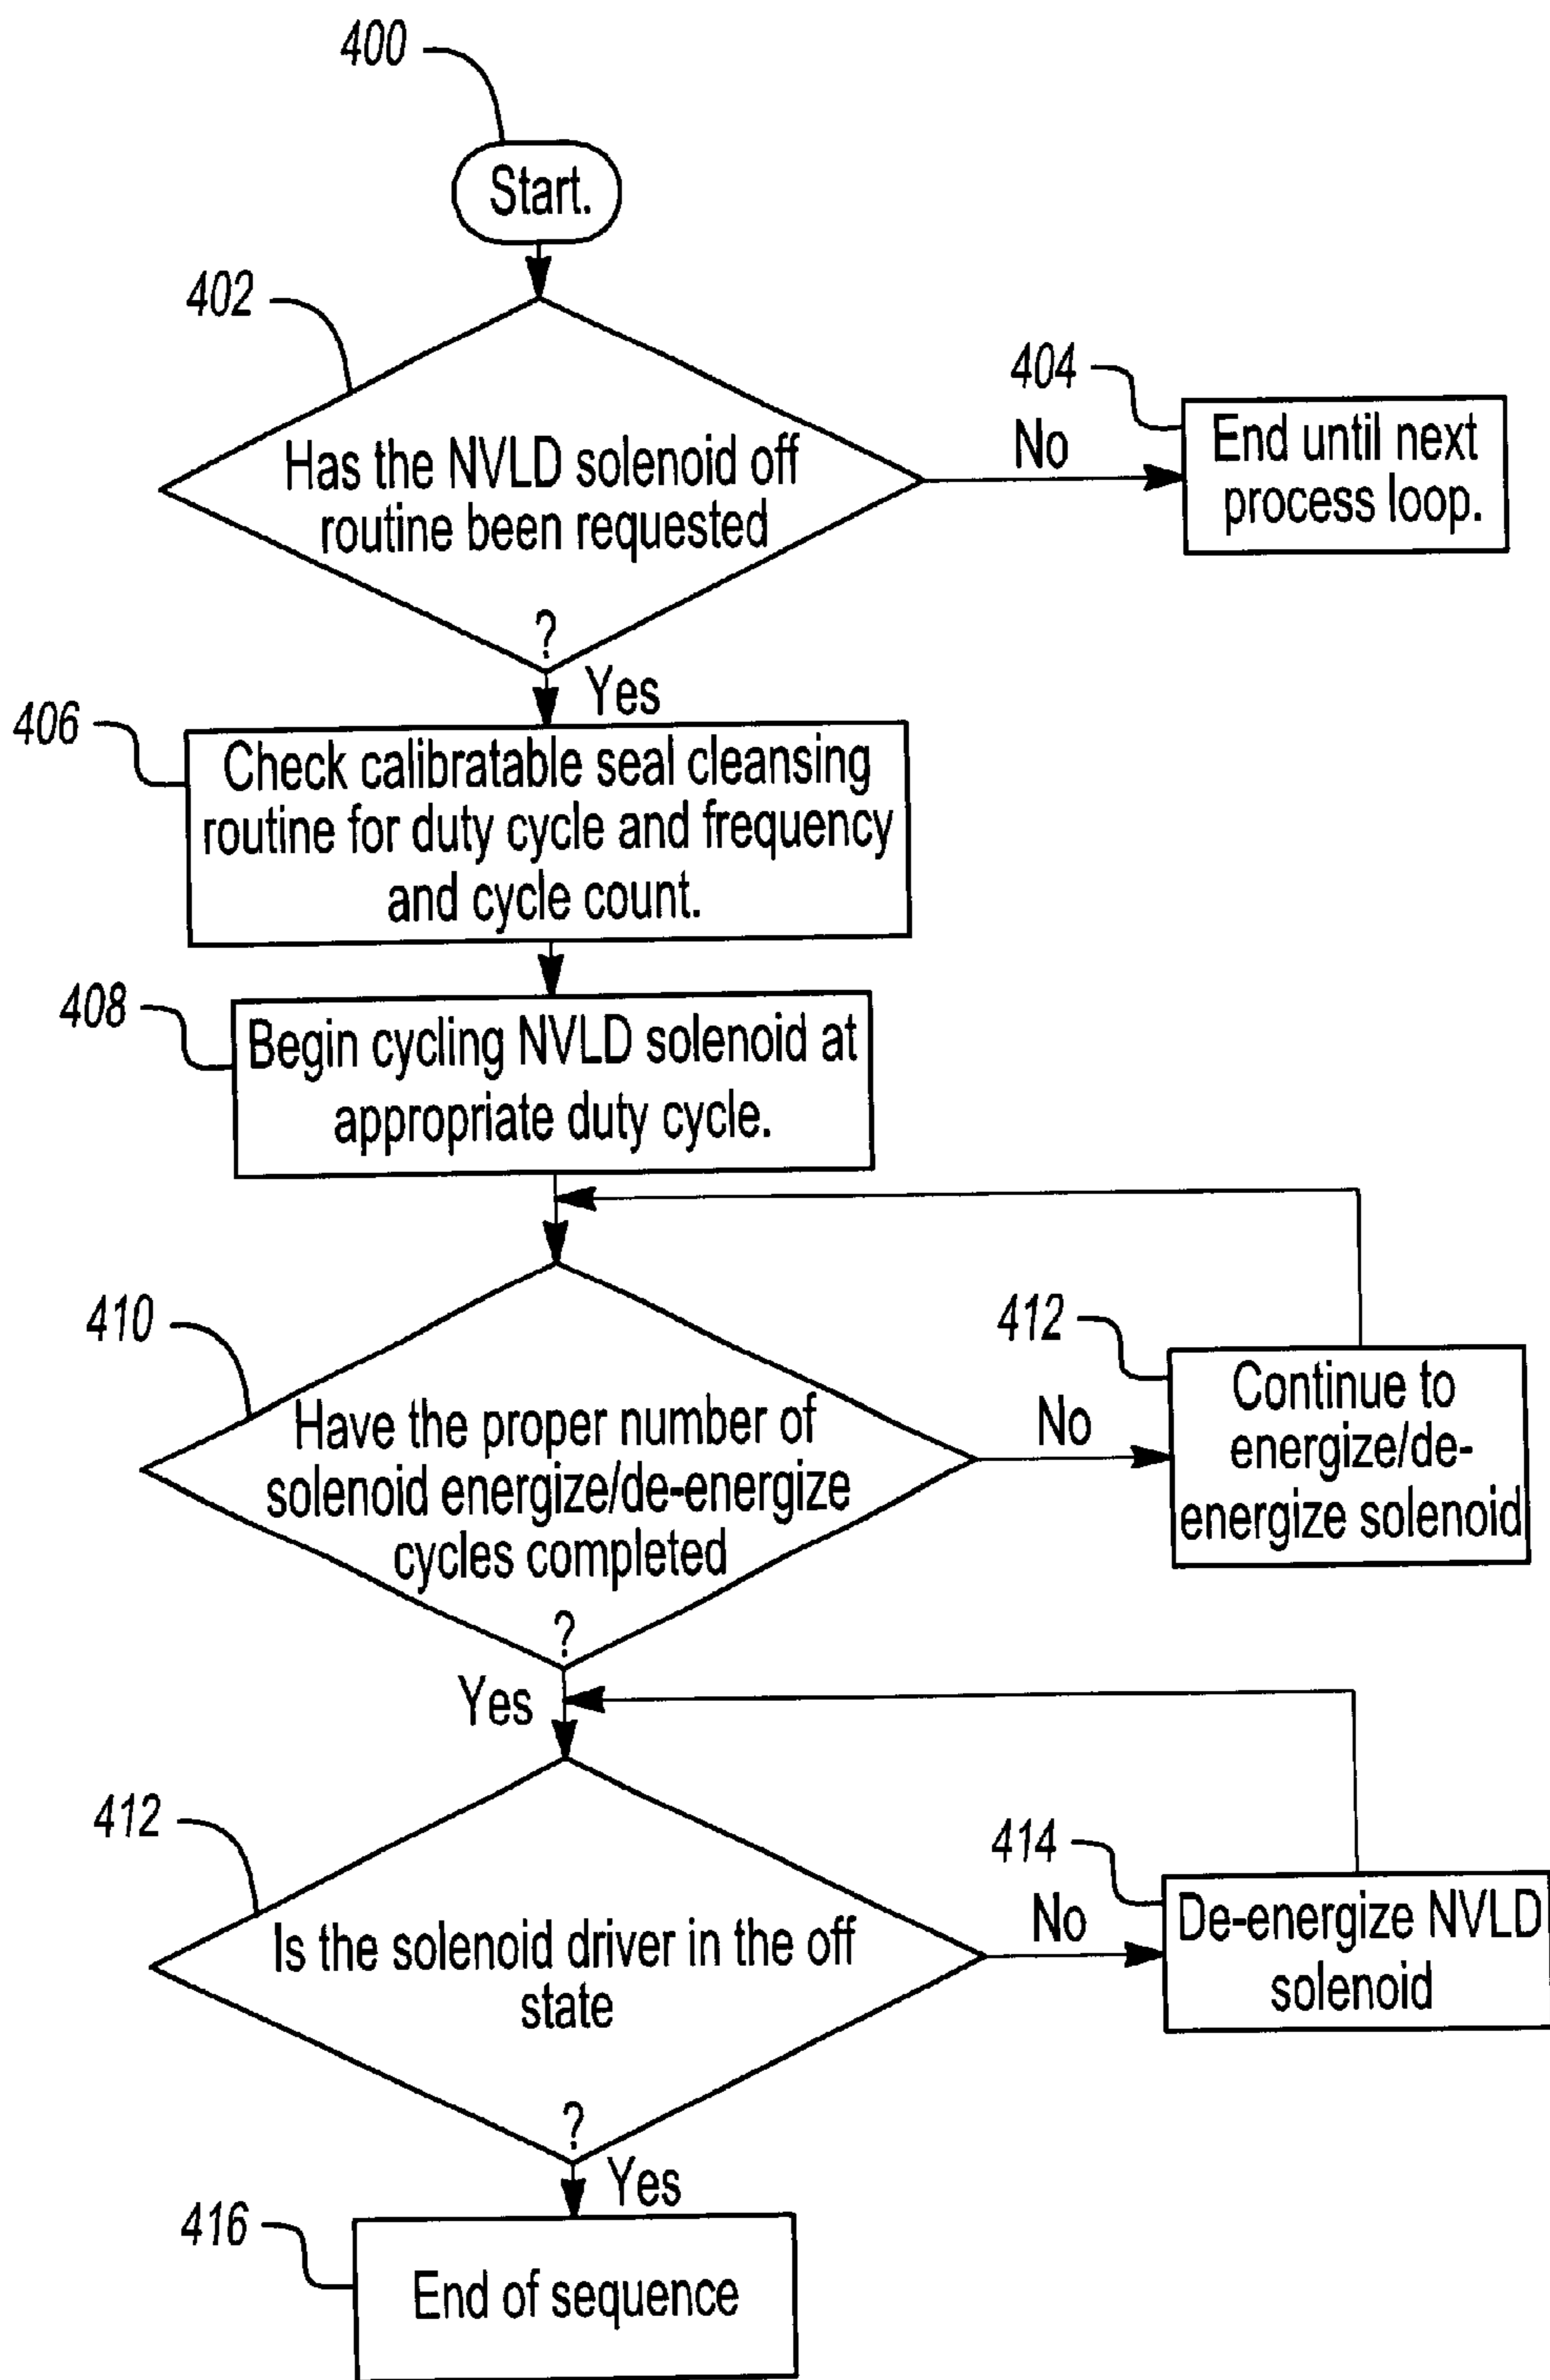 400
Start.
402
Has the NVLD solenoid off
routine been requested
?
No
404
End until next
process loop.
Yes
406
Check calibratable seal cleansing
routine for duty cycle and frequency
and cycle count.
408
Begin cycling NVLD solenoid at
appropriate duty cycle.
410
Have the proper number of
solenoid energize/de-energize
cycles completed
?
No
412
Continue to
energize/de-
energize solenoid
Yes
412
Is the solenoid driver in the off
state
?
No
414
De-energize NVLD
solenoid
Yes
416
End of sequence